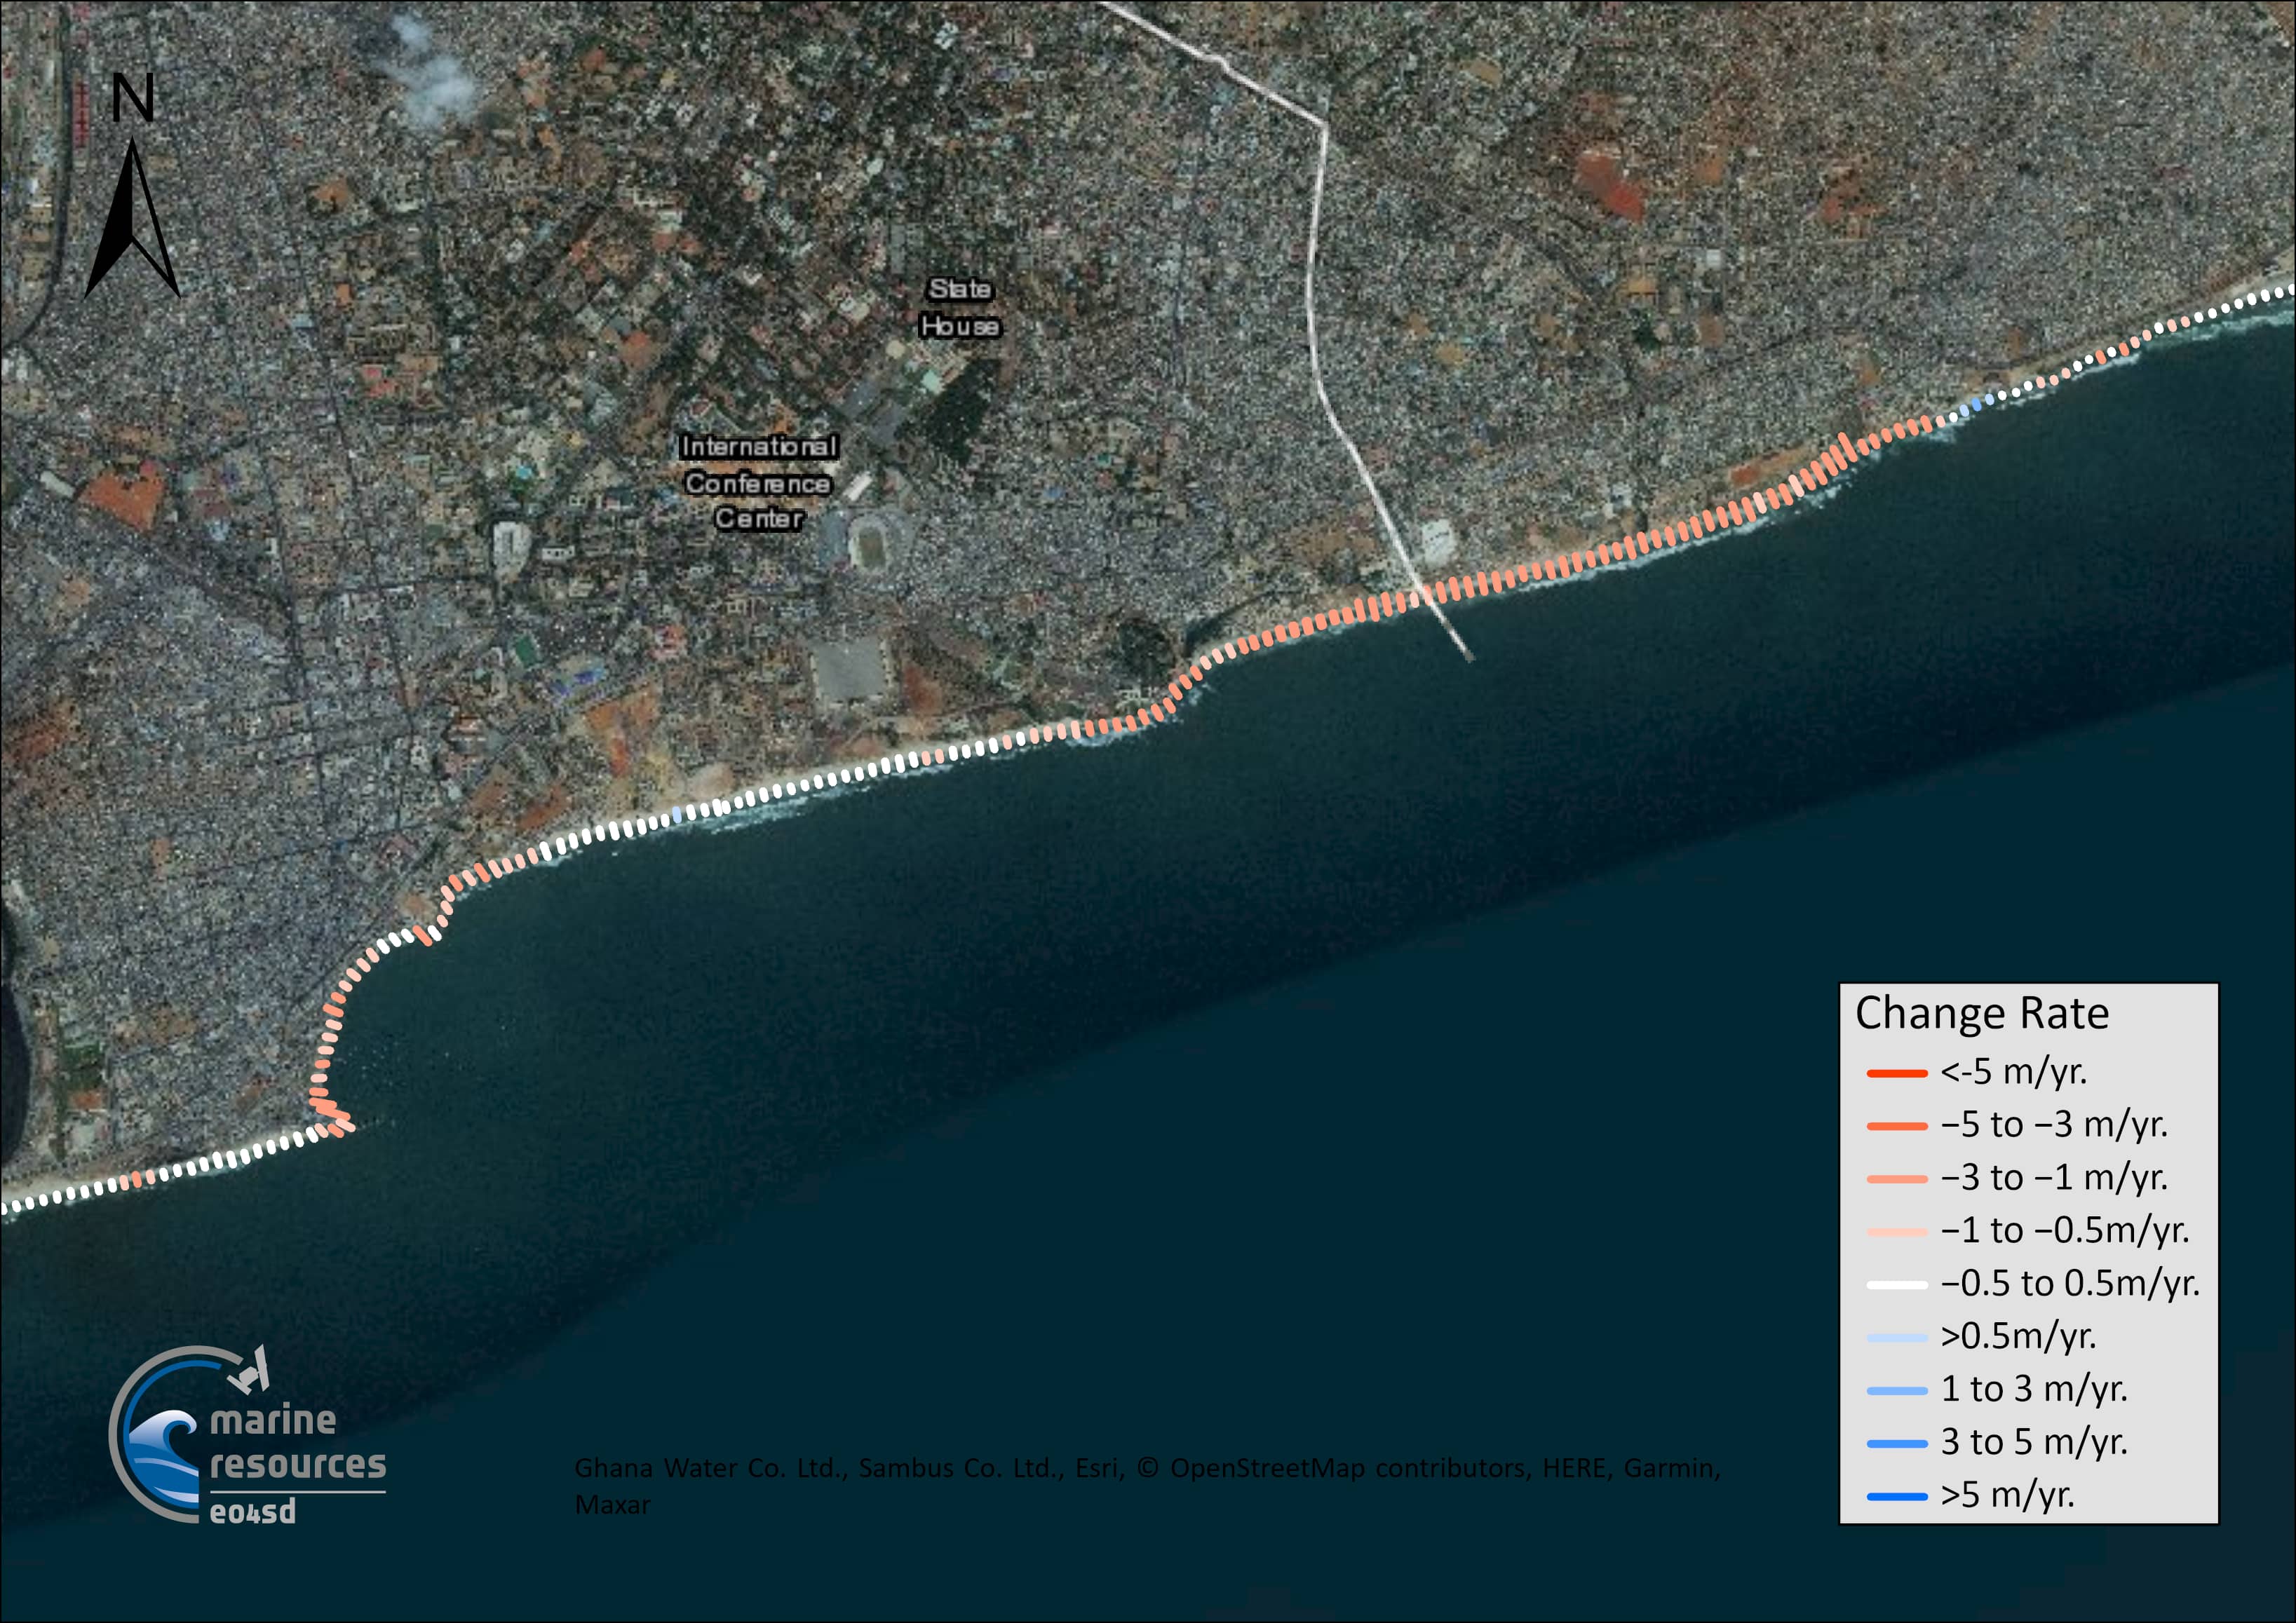 N
State
House
International
Conference
Center
Change Rate
<-5 m/yr.
−5 to −3 m/yr.
−3 to −1 m/yr.
−1 to −0.5m/yr.
−0.5 to 0.5m/yr.
>0.5m/yr.
1 to 3 m/yr.
3 to 5 m/yr.
>5 m/yr.
marine
resources
eo4sd
Ghana Water Co. Ltd., Sambus Co. Ltd., Esri, © OpenStreetMap contributors, HERE, Garmin,
Maxar